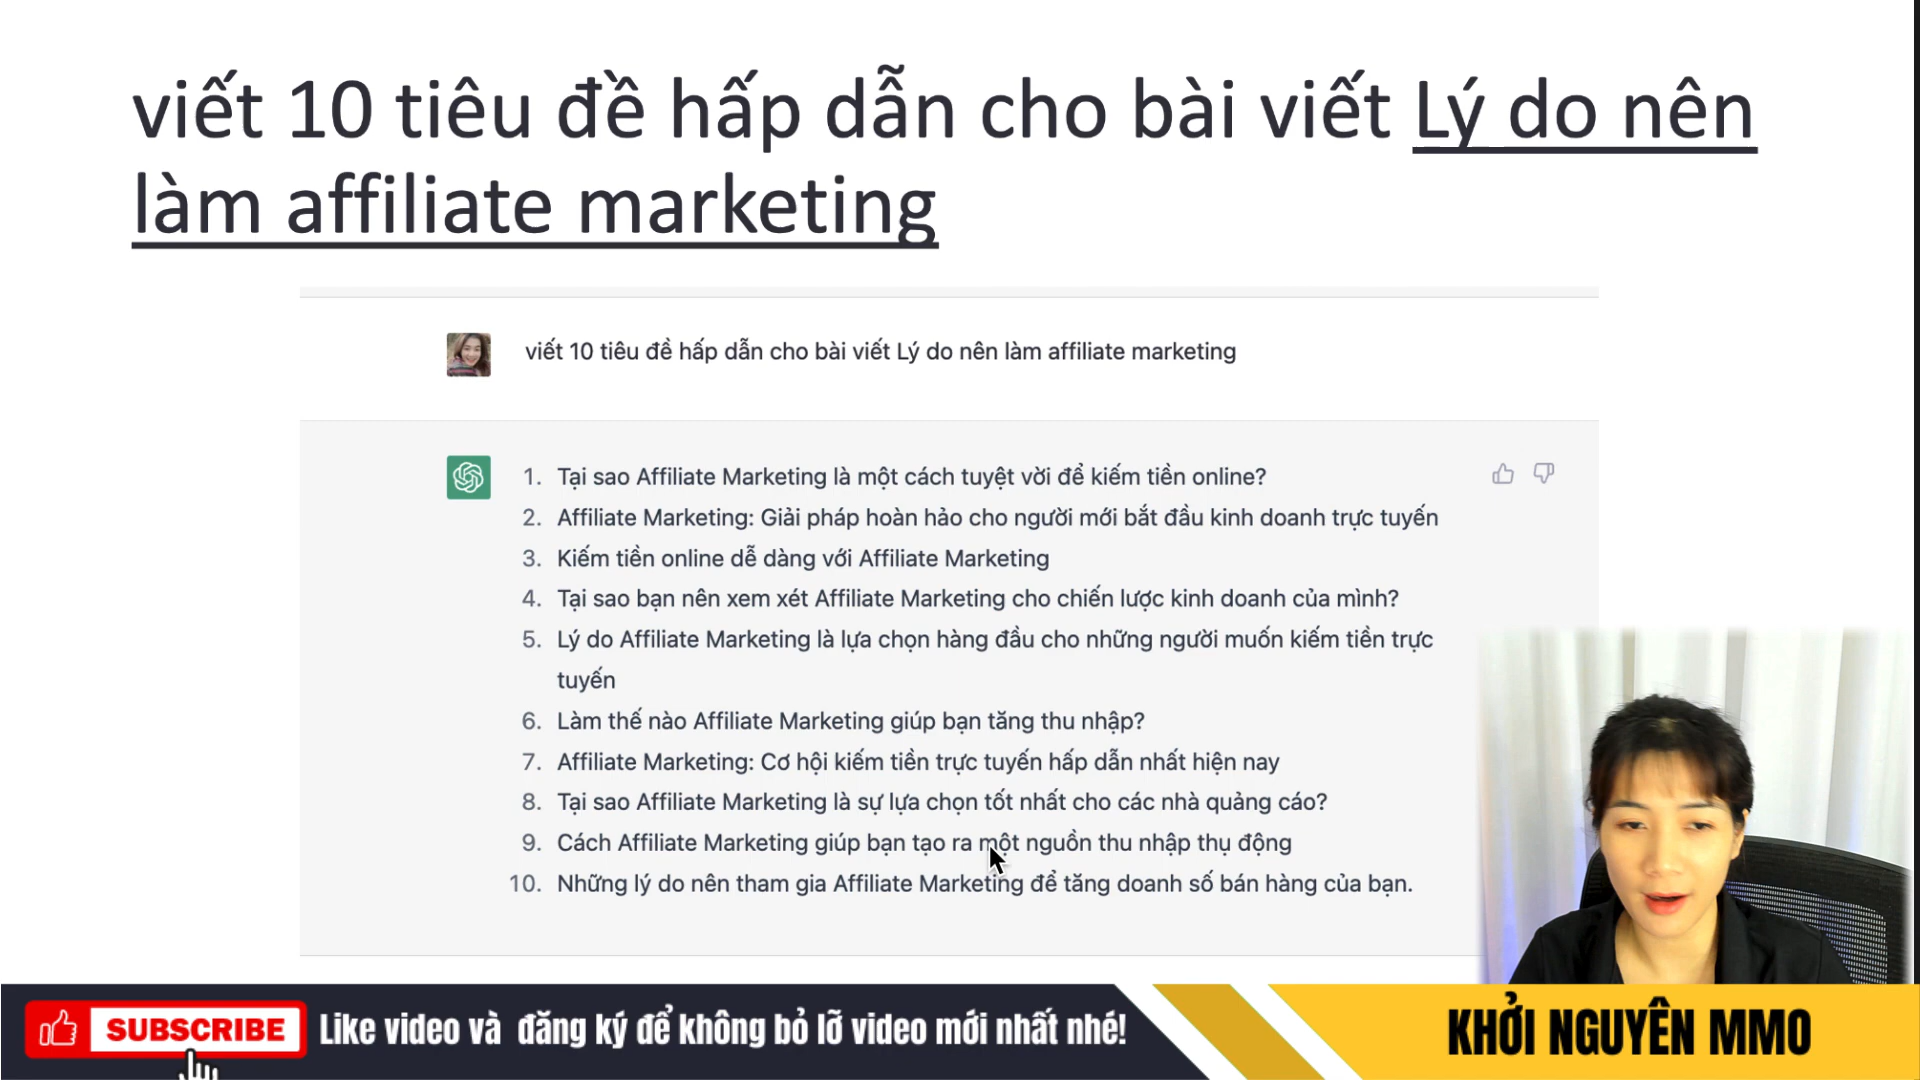 viết 10 tiêu đề hấp dẫn cho bài viết Lý do nên
làm affiliate marketing
viết 10 tiêu đề hấp dẫn cho bài viết Lý do nên làm affiliate marketing
1. Tại sao Affiliate Marketing là một cách tuyệt vời để kiếm tiền online?
2. Affiliate Marketing: Giải pháp hoàn hảo cho người mới bắt đầu kinh doanh trực tuyến
3. Kiếm tiền online dễ dàng với Affiliate Marketing
4. Tại sao bạn nên xem xét Affiliate Marketing cho chiến lược kinh doanh của mình?
5. Lý do Affiliate Marketing là lựa chọn hàng đầu cho những người muốn kiếm tiền trực
tuyến
6. Làm thế nào Affiliate Marketing giúp bạn tăng thu nhập?
7. Affiliate Marketing: Cơ hội kiếm tiền trực tuyến hấp dẫn nhất hiện nay
8. Tại sao Affiliate Marketing là sự lựa chọn tốt nhất cho các nhà quảng cáo?
9. Cách Affiliate Marketing giúp bạn tạo ra một nguồn thu nhập thụ động
10. Những lý do nên tham gia Affiliate Marketing để tăng doanh số bán hàng của bạn.
SUBSCRIBE Like video và đăng ký để không bỏ lỡ video mới nhất nhé!
KHỞI NGUYÊN MMO